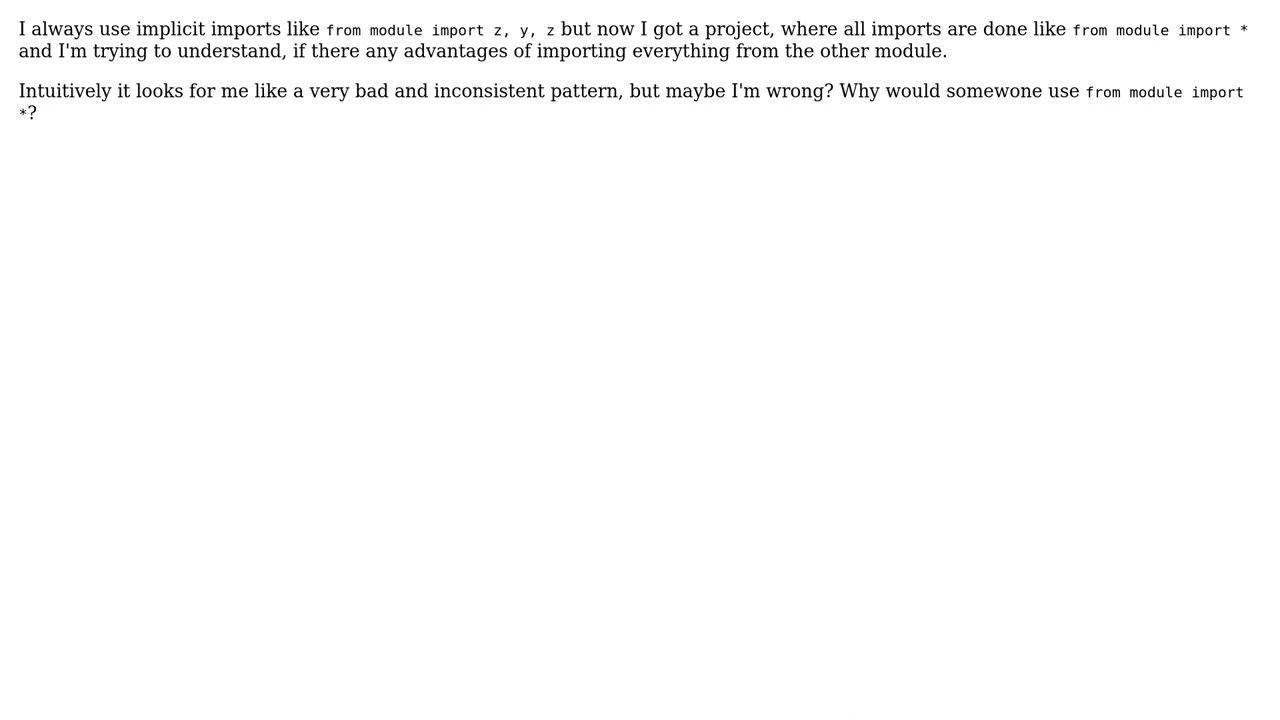 I always use implicit imports like from module import z, y, z but now I got a project, where all imports are done like from module import *
and I'm trying to understand, if there any advantages of importing everything from the other module.
Intuitively it looks for me like a very bad and inconsistent pattern, but maybe I'm wrong? Why would somewone use from module import
*?